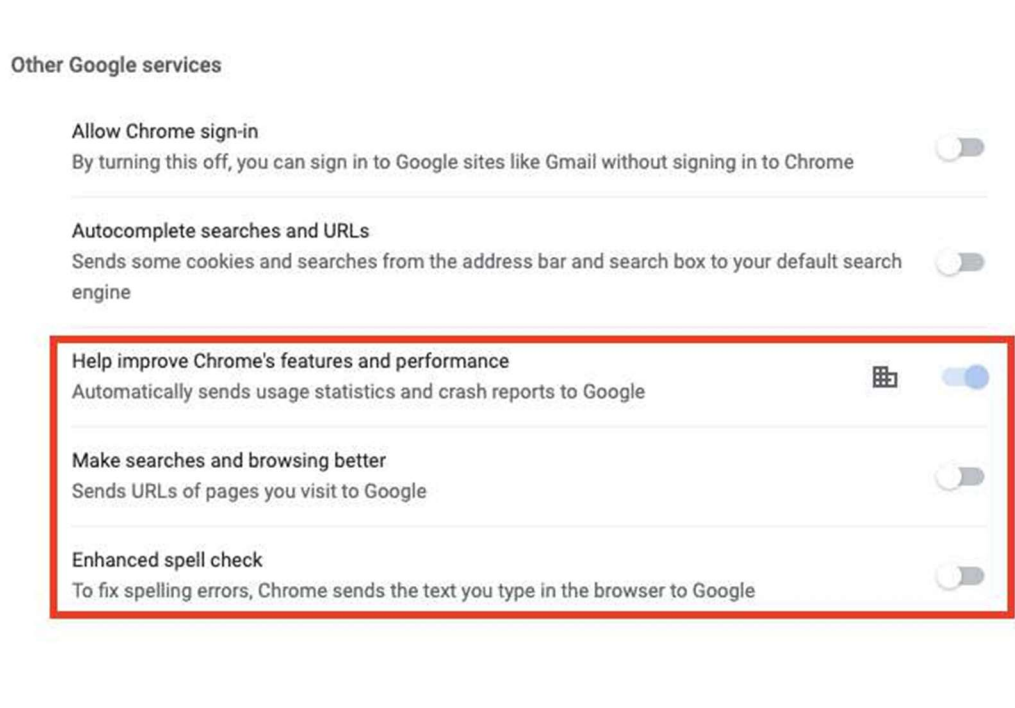 Other Google services
Allow Chrome sign-in
By turning this off, you can sign in to Google sites like Gmail without signing in to Chrome
Autocomplete searches and URLs
Sends some cookies and searches from the address bar and search box to your default search
engine
Help improve Chrome's features and performance
Automatically sends usage statistics and crash reports to Google
Make searches and browsing better
Sends URLs of pages you visit to Google
Enhanced spell check
To fix spelling errors, Chrome sends the text you type in the browser to Google